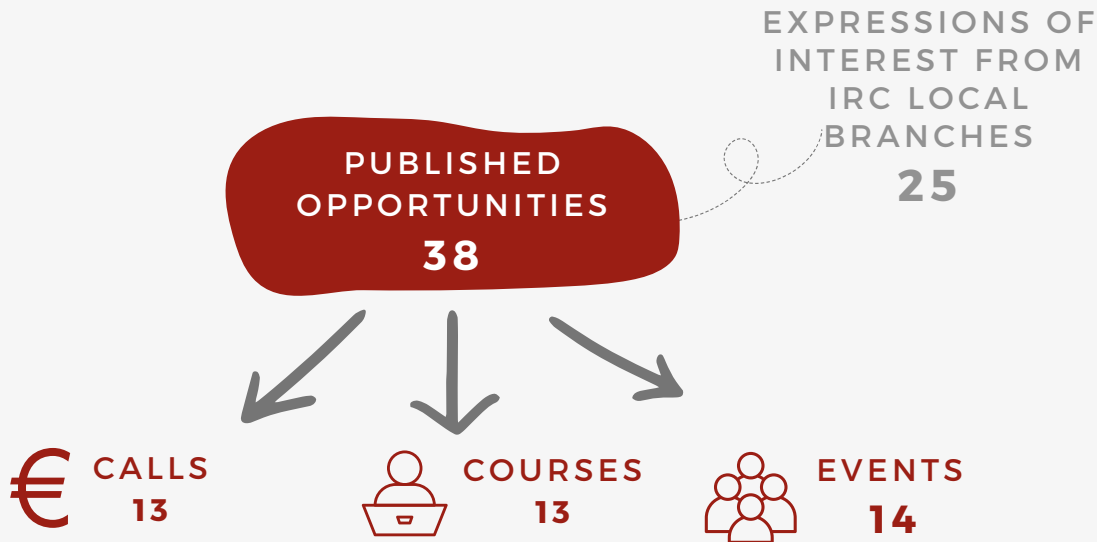 EXPRESSIONS OF
INTEREST FROM
IRC LOCAL
BRANCHES
25
PUBLISHED
OPPORTUNITIES
38
€ CALLS
13
COURSES
13
EVENTS
14